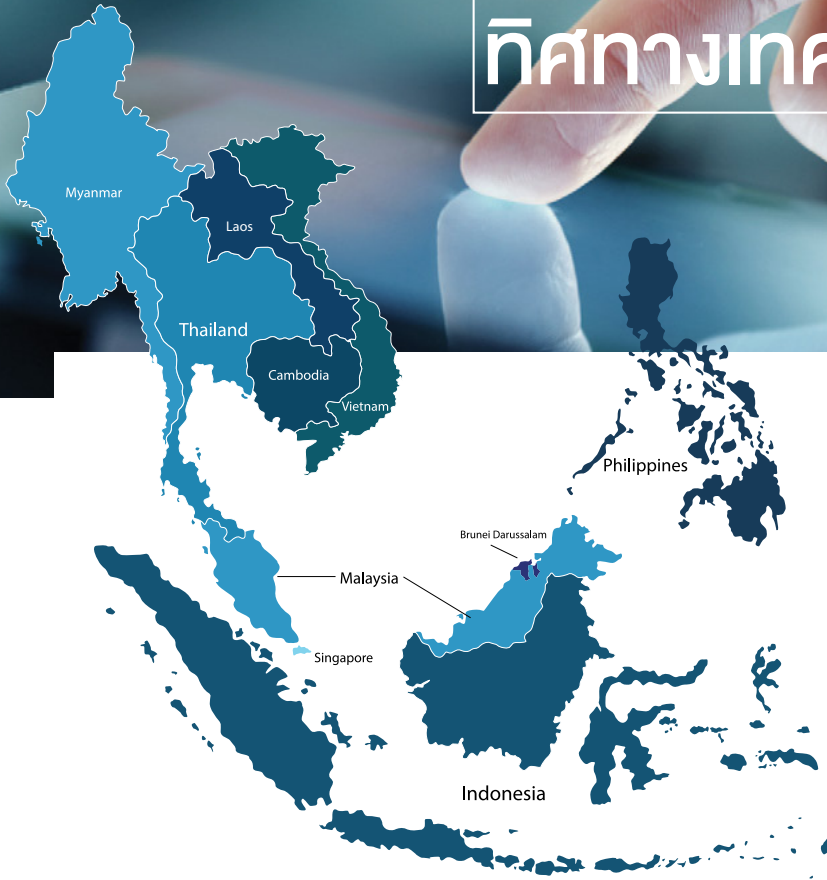 ทิศทางเทค
Myanmar
Laos
Thailand
Cambodia
Vietnam
Philippines
Brunei Darussalam
Malaysia
Singapore
Indonesia